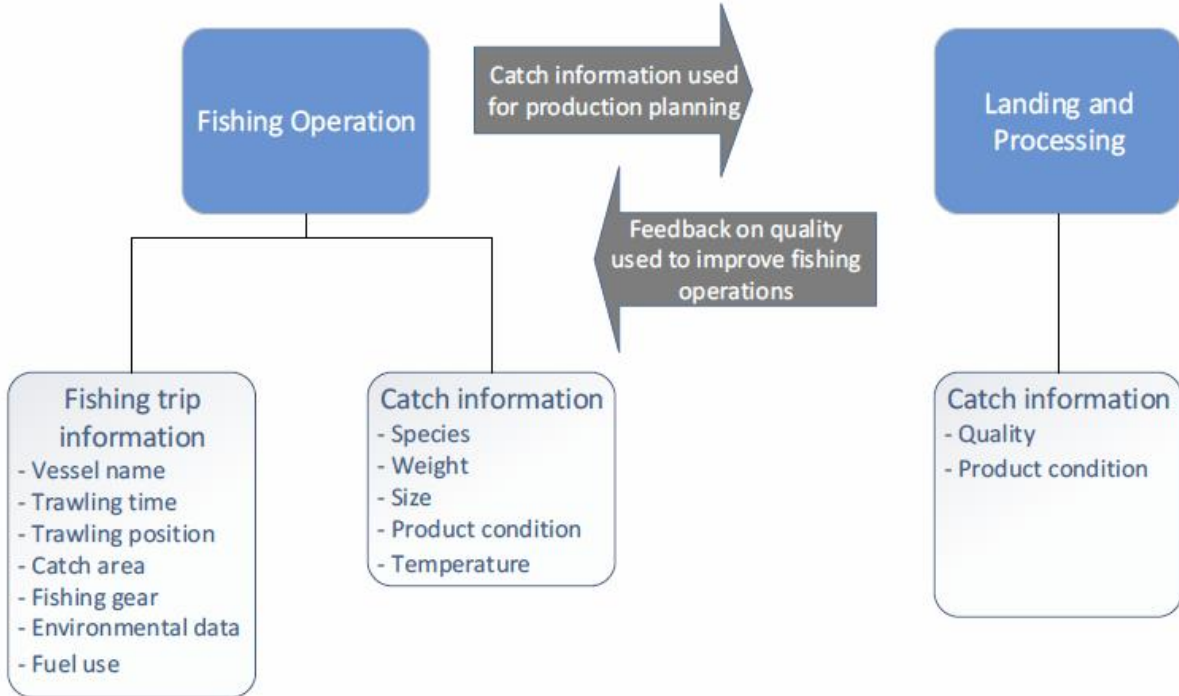 Fishing Operation
Catch information used
for production planning
Landing and
Processing
Feedback on quality
used to improve fishing
operations
Fishing trip
information
- Vessel name
- Trawling time
- Trawling position
- Catch area
- Fishing gear
- Environmental data
- Fuel use
Catch information
- Species
- Weight
- Size
- Product condition
- Temperature
Catch information
- Quality
- Product condition